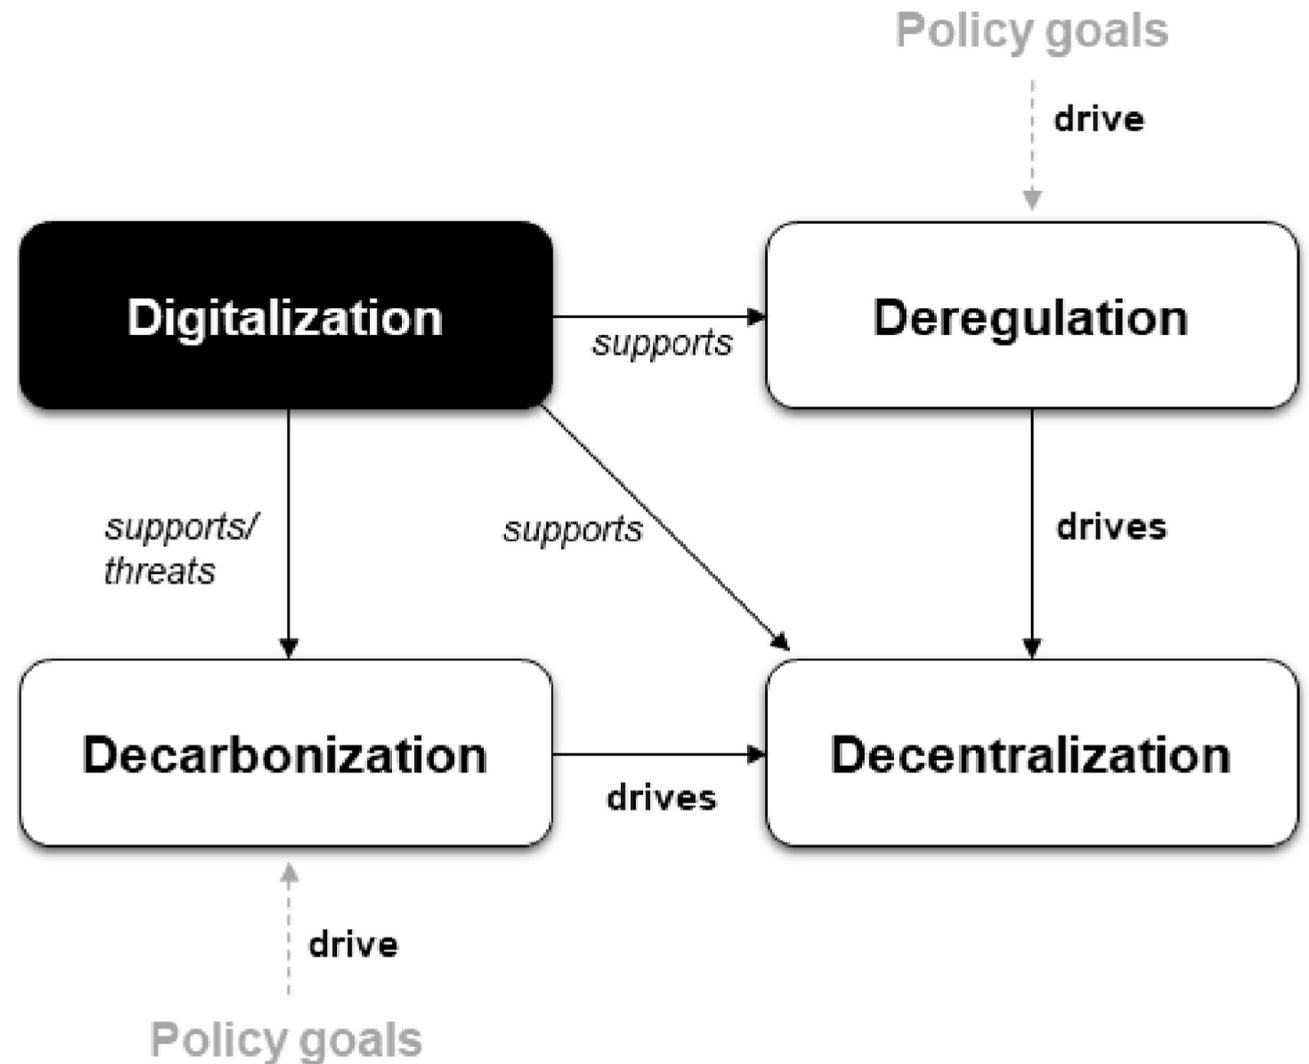 Policy goals
drive
Digitalization
Deregulation
supports
supports/
threats
supports
drives
Decarbonization
Decentralization
drives
drive
Policy goals